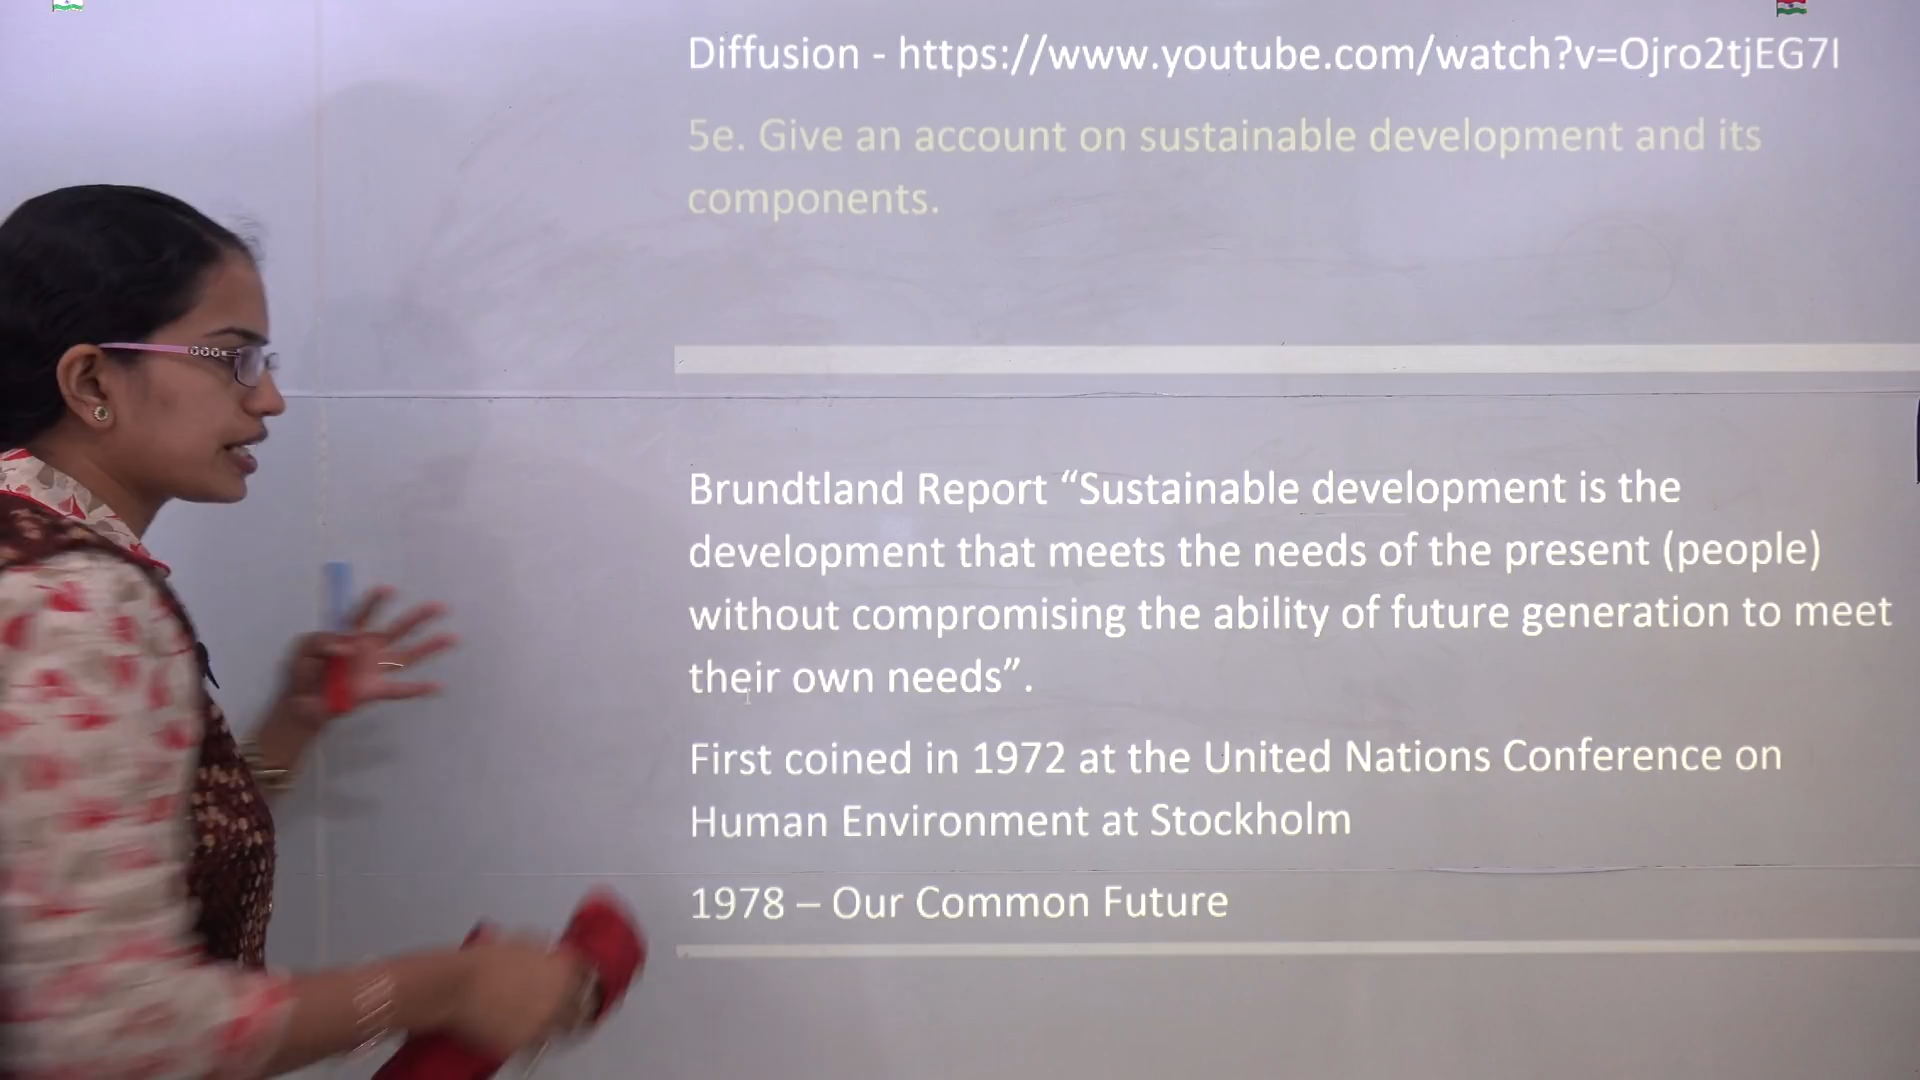 Diffusion - https://www.youtube.com/watch?v=Ojro2tjEG7I
5e. Give an account on sustainable development and its
components.
Brundtland Report “Sustainable development is the
development that meets the needs of the present (people)
without compromising the ability of future generation to meet
their own needs”.
First coined in 1972 at the United Nations Conference on
Human Environment at Stockholm
1978 – Our Common Future